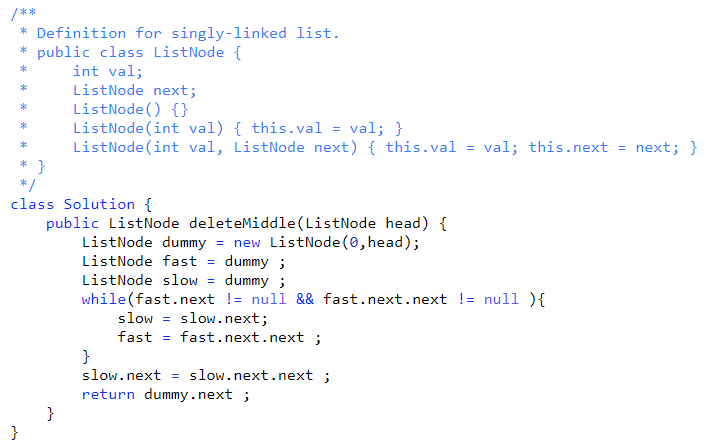 /**
 * Definition for singly-linked list.
 * public class ListNode {
 *     int val;
 *     ListNode next;
 *     ListNode() {}
 *     ListNode(int val) { this.val = val; }
 *     ListNode(int val, ListNode next) { this.val = val; this.next = next; }
 * }
 */
class Solution {
    public ListNode deleteMiddle(ListNode head) {
        ListNode dummy = new ListNode(0,head);
        ListNode fast = dummy ;
        ListNode slow = dummy ;
        while(fast.next != null && fast.next.next != null ){
            slow = slow.next;
            fast = fast.next.next ;
        }
        slow.next = slow.next.next ;
        return dummy.next ;
    }
}